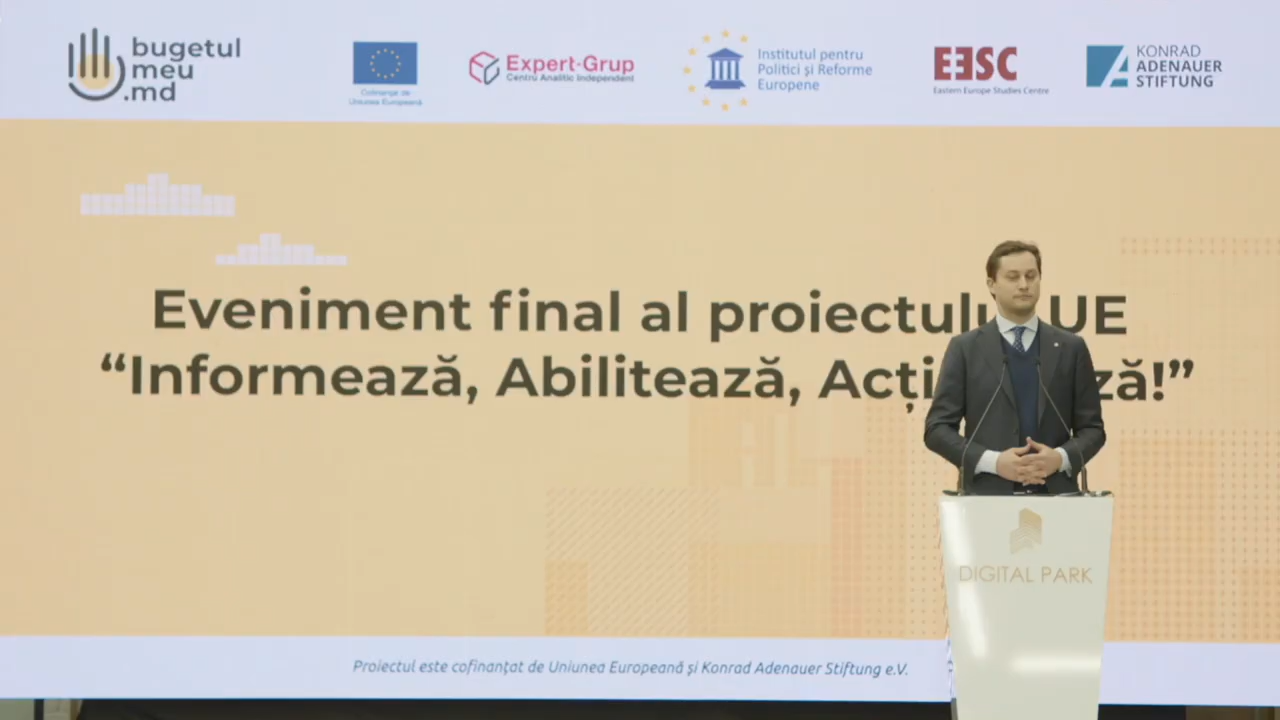 bugetul
meu
.md
Cofinanțat de
Uniunea Europeană
Expert-Grup
Centru Analitic Independent
Institutul pentru
Politici și Reforme
Europene
EESC
Eastern Europe Studies Centre
KONRAD
ADENAUER
STIFTUNG
Eveniment final al proiectulu UE
“Informează, Abilitează, Acți ză!”
DIGITAL PARK
Proiectul este cofinanțat de Uniunea Europeană și Konrad Adenauer Stiftung e.V.